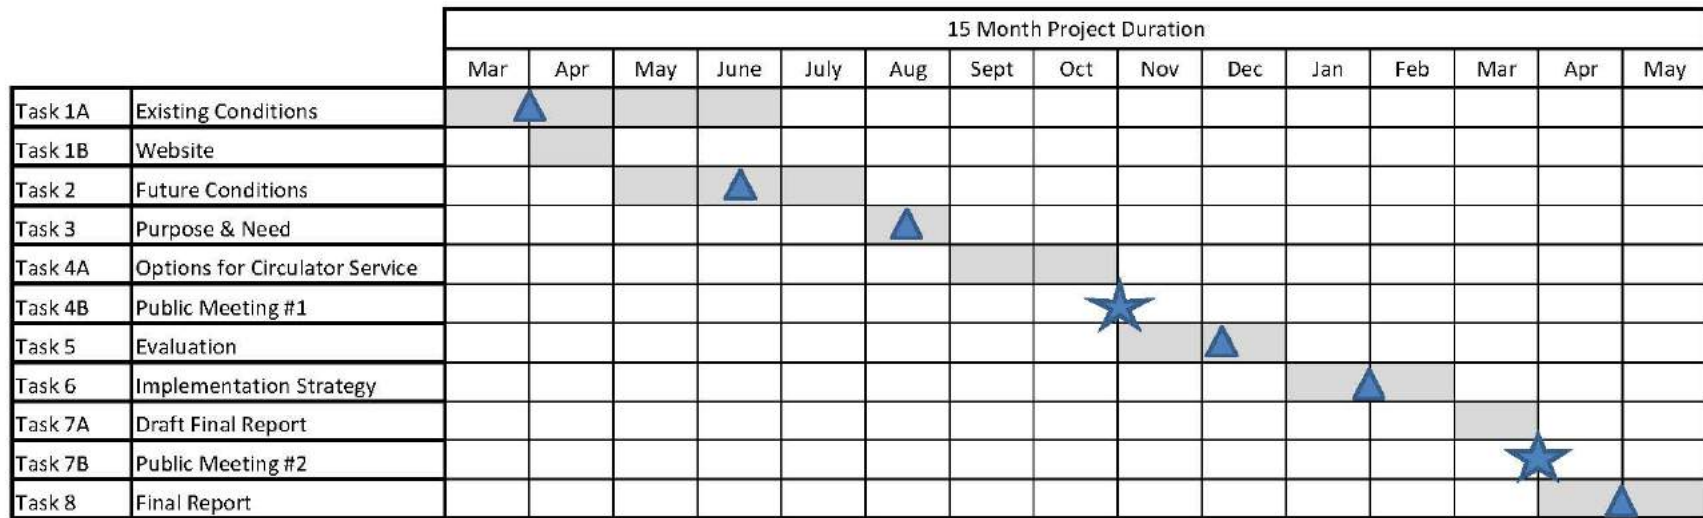 15 Month Project Duration
Mar Apr May June July Aug Sept Oct Nov Dec Jan Feb Mar Apr May
Task 1A Existing Conditions
Task 1B Website
Task 2 Future Conditions
Task 3 Purpose & Need
Task 4A Options for Circulator Service
Task 4B Public Meeting #1
Task 5 Evaluation
Task 6 Implementation Strategy
Task 7A Draft Final Report
Task 7B Public Meeting #2
Task 8 Final Report